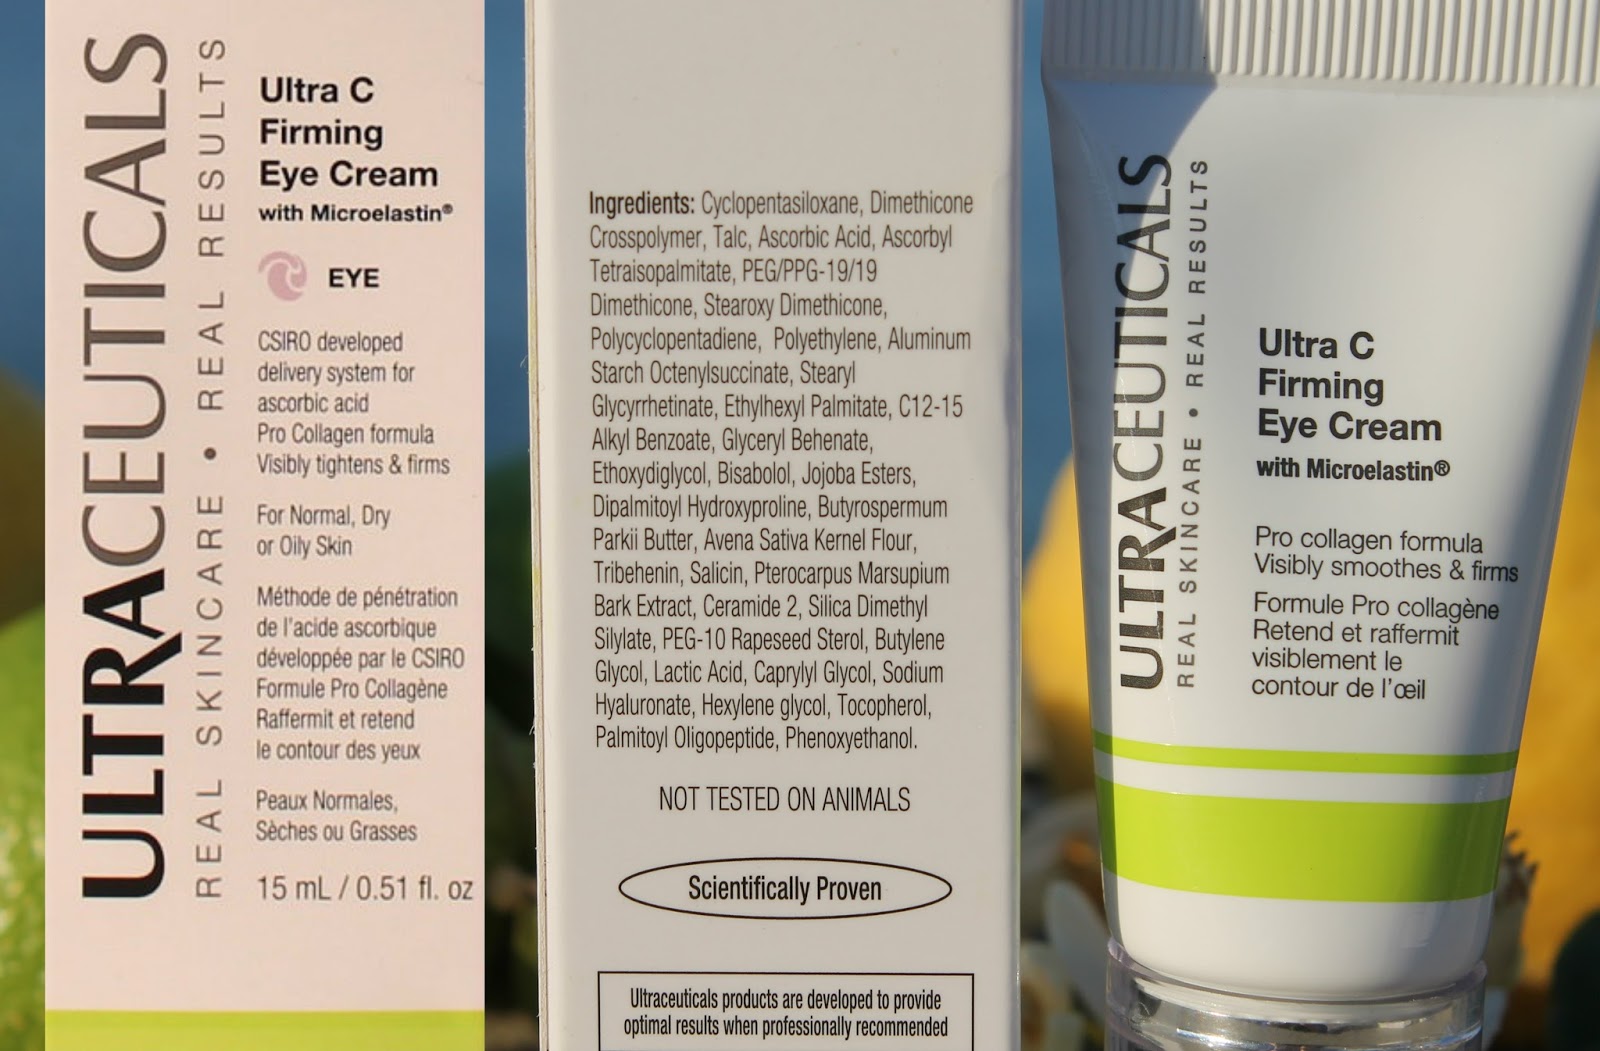 ULTRACEUTICALS
REAL SKINCARE • REAL RESULTS
Ultra C
Firming
Eye Cream
with Microelastin®
EYE
CSIRO developed
delivery system for
ascorbic acid
Pro Collagen formula
Visibly tightens & firms
For Normal, Dry
or Oily Skin
Méthode de pénétration
de l'acide ascorbique
développée par le CSIRO
Formule Pro Collagène
Raffermit et retend
le contour des yeux
Peaux Normales,
Sèches ou Grasses
15 mL / 0.51 fl. oz
Ingredients: Cyclopentasiloxane, Dimethicone
Crosspolymer, Talc, Ascorbic Acid, Ascorbyl
Tetraisopalmitate, PEG/PPG-19/19
Dimethicone, Stearoxy Dimethicone,
Polycyclopentadiene, Polyethylene, Aluminum
Starch Octenylsuccinate, Stearyl
Glycyrrhetinate, Ethylhexyl Palmitate, C12-15
Alkyl Benzoate, Glyceryl Behenate,
Ethoxydiglycol, Bisabolol, Jojoba Esters,
Dipalmitoyl Hydroxyproline, Butyrospermum
Parkii Butter, Avena Sativa Kernel Flour,
Tribehenin, Salicin, Pterocarpus Marsupium
Bark Extract, Ceramide 2, Silica Dimethyl
Silylate, PEG-10 Rapeseed Sterol, Butylene
Glycol, Lactic Acid, Caprylyl Glycol, Sodium
Hyaluronate, Hexylene glycol, Tocopherol,
Palmitoyl Oligopeptide, Phenoxyethanol.
NOT TESTED ON ANIMALS
Scientifically Proven
Ultraceuticals products are developed to provide
optimal results when professionally recommended
ULTRACEUTICALS
REAL SKINCARE • REAL RESULTS
Ultra C
Firming
Eye Cream
with Microelastin®
Pro collagen formula
Visibly smoothes & firms
Formule Pro collagène
Retend et raffermit
visiblement le
contour de l'œil